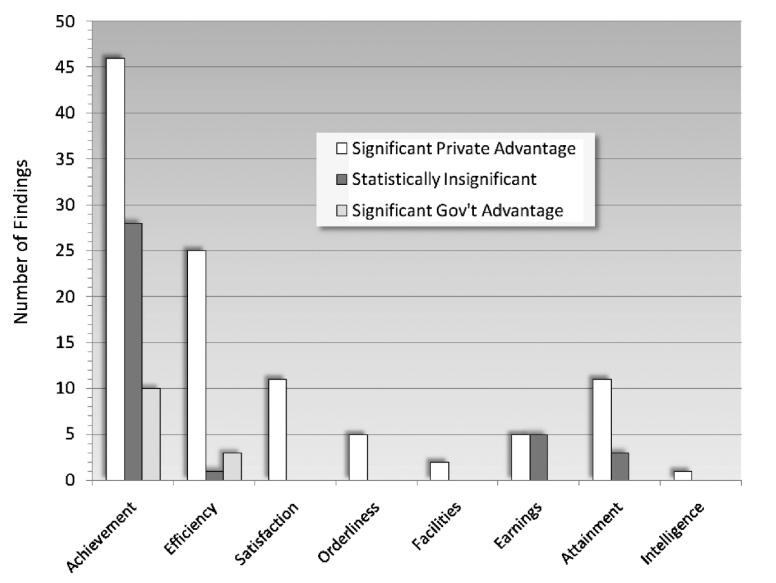 50
45
40
35
30
25
20
15
10
5
0
Number of Findings
Significant Private Advantage
Statistically Insignificant
Significant Gov't Advantage
Achievement
Efficiency
Satisfaction
Orderliness
Facilities
Earnings
Attainment
Intelligence